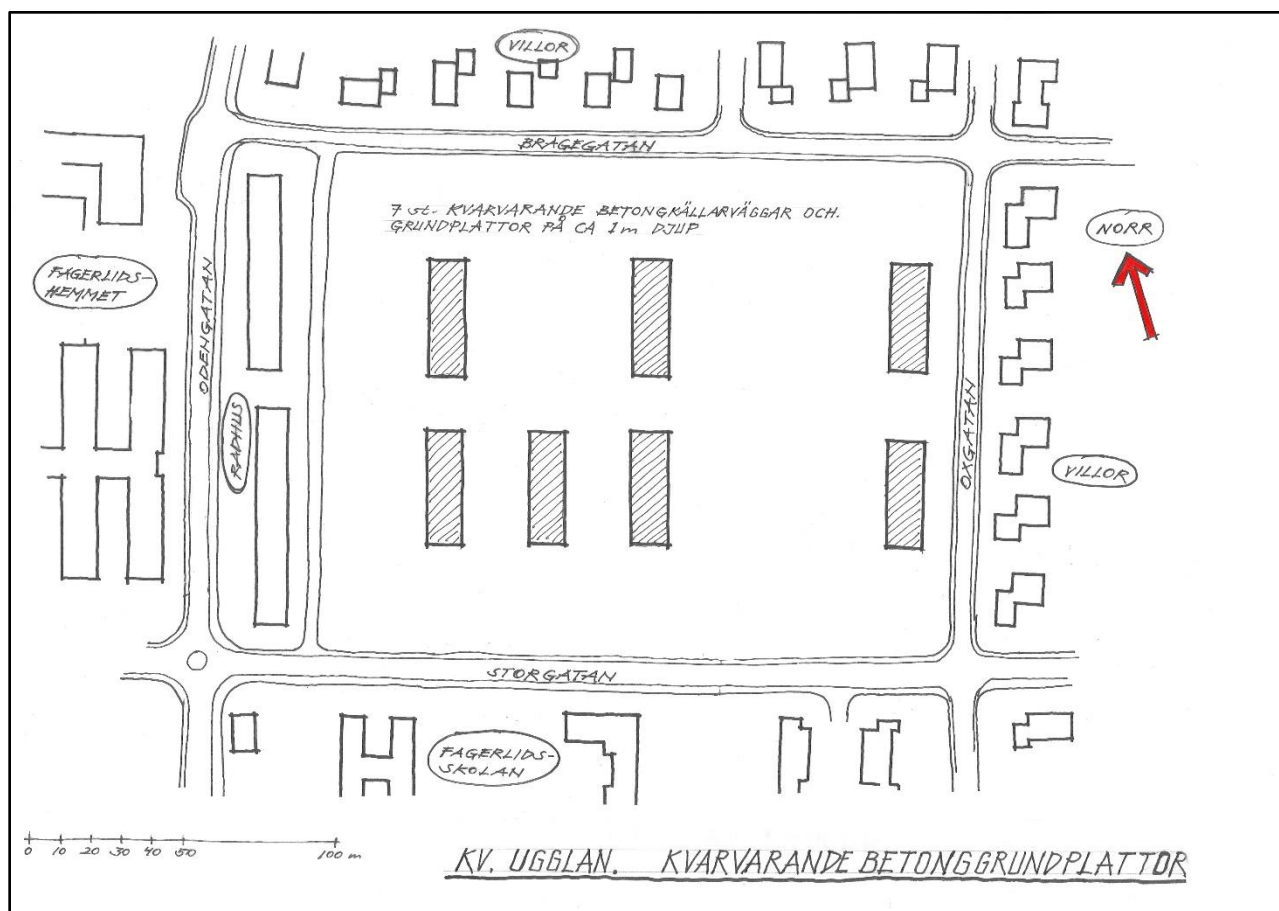 VILLOR
BRAGEGATAN
7 st. KVARVARANDE BETONGKÄLLARVÄGGAR OCH.
GRUNDPLATTOR PÅ CA 1m DJUP
NORR
FAGERLIDS-
HEMMET
ODENGATAN
RADHUS
OXGATAN
VILLOR
STORGATAN
FAGERLIDS-
SKOLAN
0 10 20 30 40 50 100 m
KV. UGGLAN. KVARVARANDE BETONGGRUNDPLATTOR